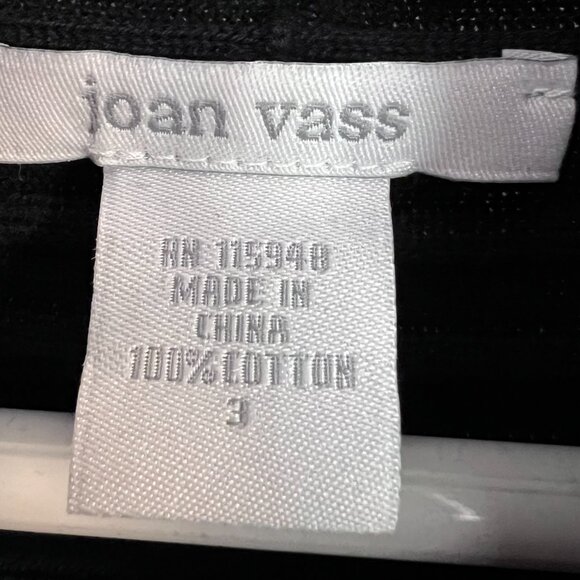 joan vass
RN 115940
MADE IN
CHINA
100% COTTON
3